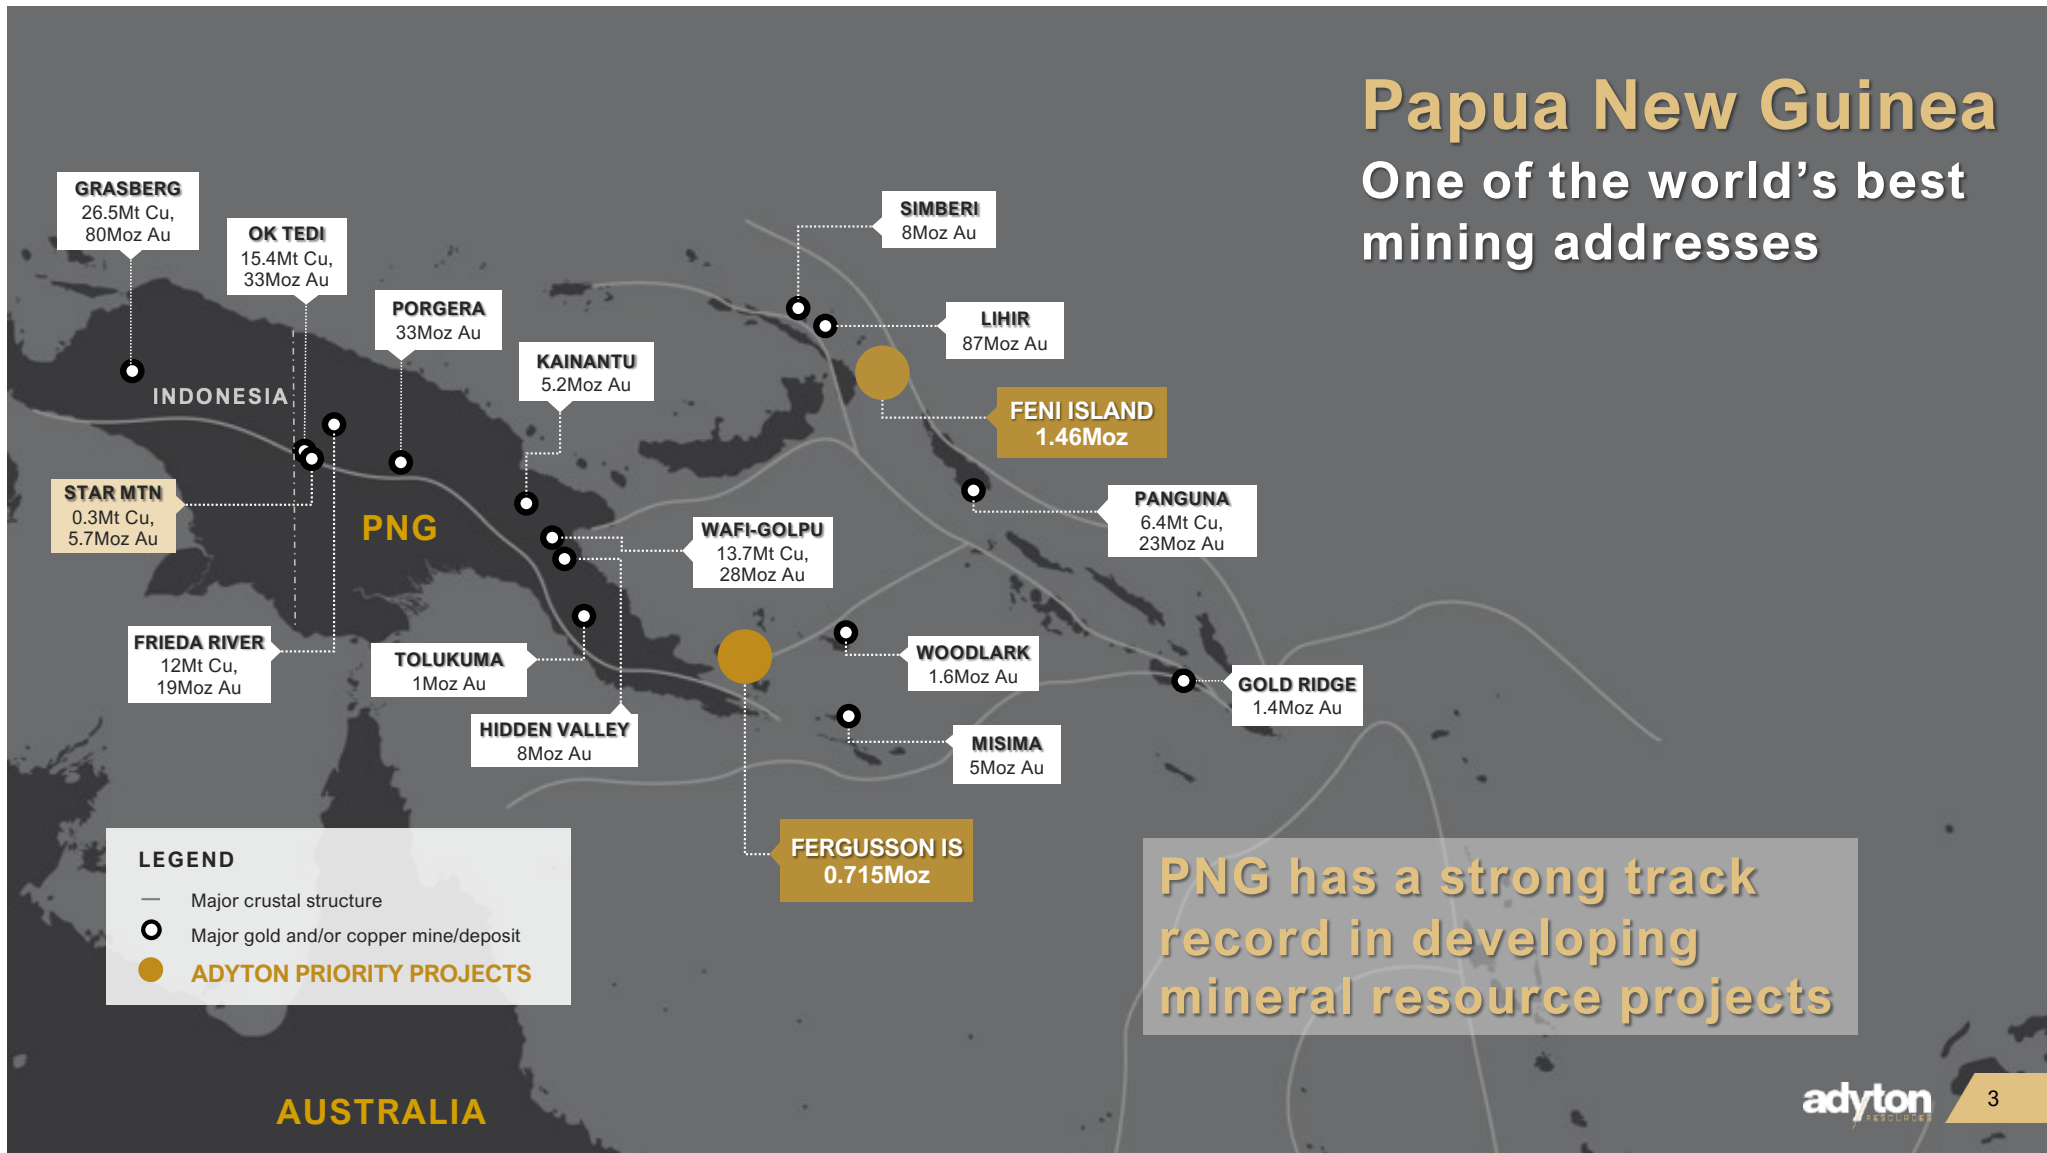 Papua New Guinea
One of the world's best
mining addresses
GRASBERG
26.5Mt Cu,
80Moz Au
OK TEDI
15.4Mt Cu,
33Moz Au
PORGERA
33Moz Au
KAINANTU
5.2Moz Au
SIMBERI
8Moz Au
LIHIR
87Moz Au
INDONESIA
FENI ISLAND
1.46Moz
STAR MTN
0.3Mt Cu,
5.7Moz Au
PNG
PANGUNA
6.4Mt Cu,
23Moz Au
WAFI-GOLPU
13.7Mt Cu,
28Moz Au
FRIEDA RIVER
12Mt Cu,
19Moz Au
TOLUKUMA
1Moz Au
WOODLARK
1.6Moz Au
GOLD RIDGE
1.4Moz Au
HIDDEN VALLEY
8Moz Au
MISIMA
5Moz Au
FERGUSSON IS
0.715Moz
LEGEND
Major crustal structure
Major gold and/or copper mine/deposit
ADYTON PRIORITY PROJECTS
PNG has a strong track
record in developing
mineral resource projects
AUSTRALIA
adyton
RESOURCES
3